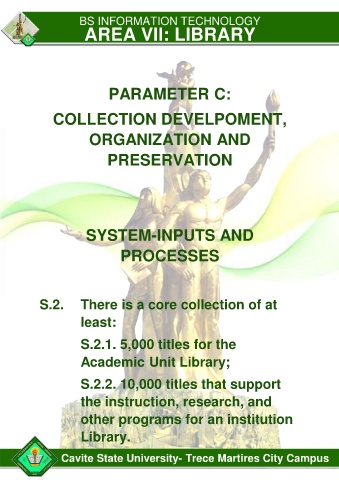 BS INFORMATION TECHNOLOGY
AREA VII: LIBRARY
PARAMETER C:
COLLECTION DEVELPOMENT,
ORGANIZATION AND
PRESERVATION
SYSTEM-INPUTS AND
PROCESSES
S.2. There is a core collection of at
least:
S.2.1. 5,000 titles for the
Academic Unit Library;
S.2.2. 10,000 titles that support
the instruction, research, and
other programs for an institution
Library.
Cavite State University- Trece Martires City Campus